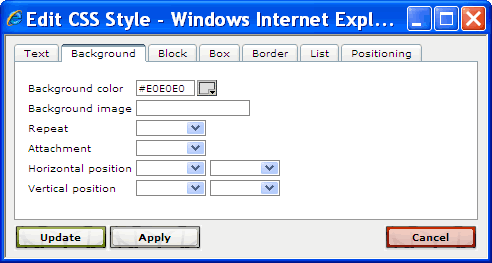 Edit CSS Style - Windows Internet Expl...
Text Background Block Box Border List Positioning
Background color #E0E0E0
Background image
Repeat
Attachment
Horizontal position
Vertical position
Update Apply Cancel